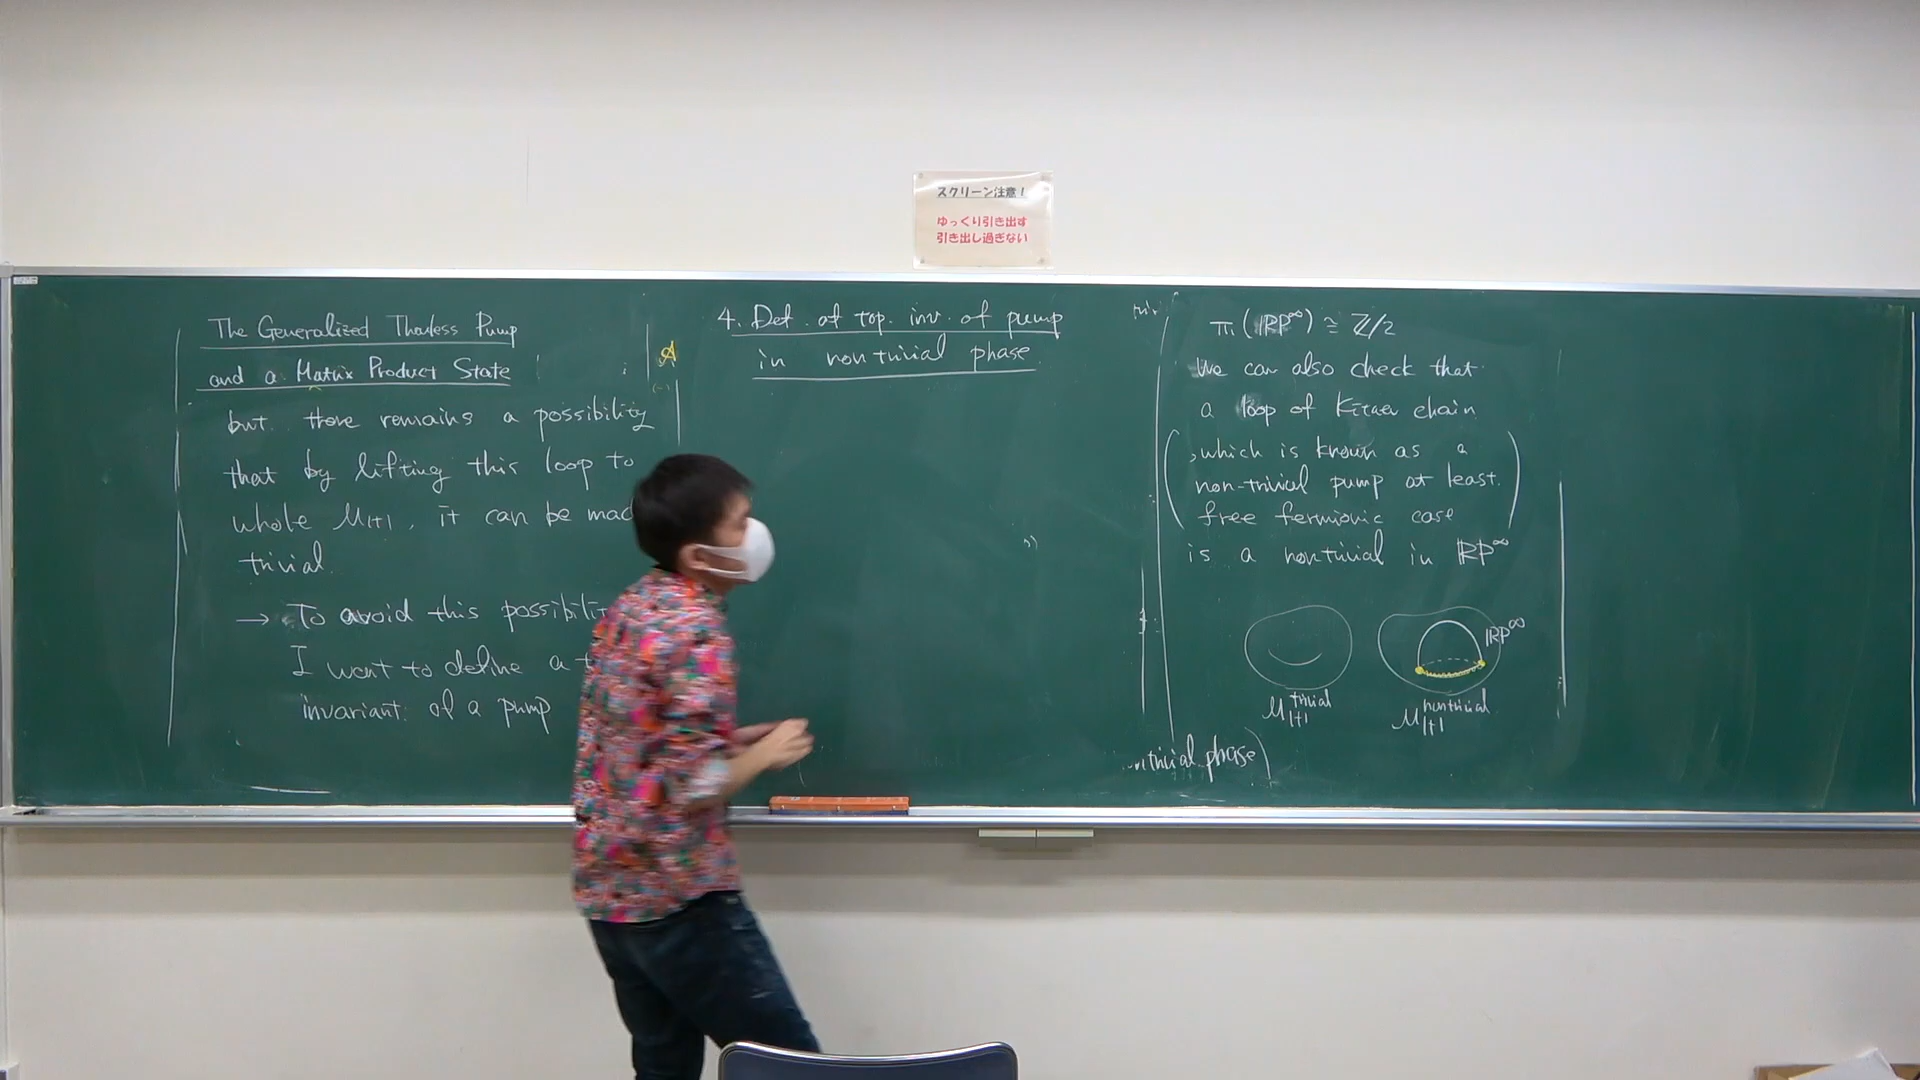 スクリーン注意!
ゆっくり引き出す
引き出し過ぎない
The Generalized Thouless Pump
and a Matrix Product State
but there remains a possibility
that by lifting this loop to
whole M1+1, it can be mad
trivial.
→ To avoid this possibilit
I want to define a t
invariant of a pump
A
4. Def. of top. inv. of pump
in nontrivial phase
π₁(RP^∞) ≅ Z/2
We can also check that
a loop of Kitaev chain
(, which is known as a
non-trivial pump at least
free fermionic case)
is a nontrivial in RP^∞
RP^∞
M1+1^trivial
M1+1^nontrivial
trivial phase)